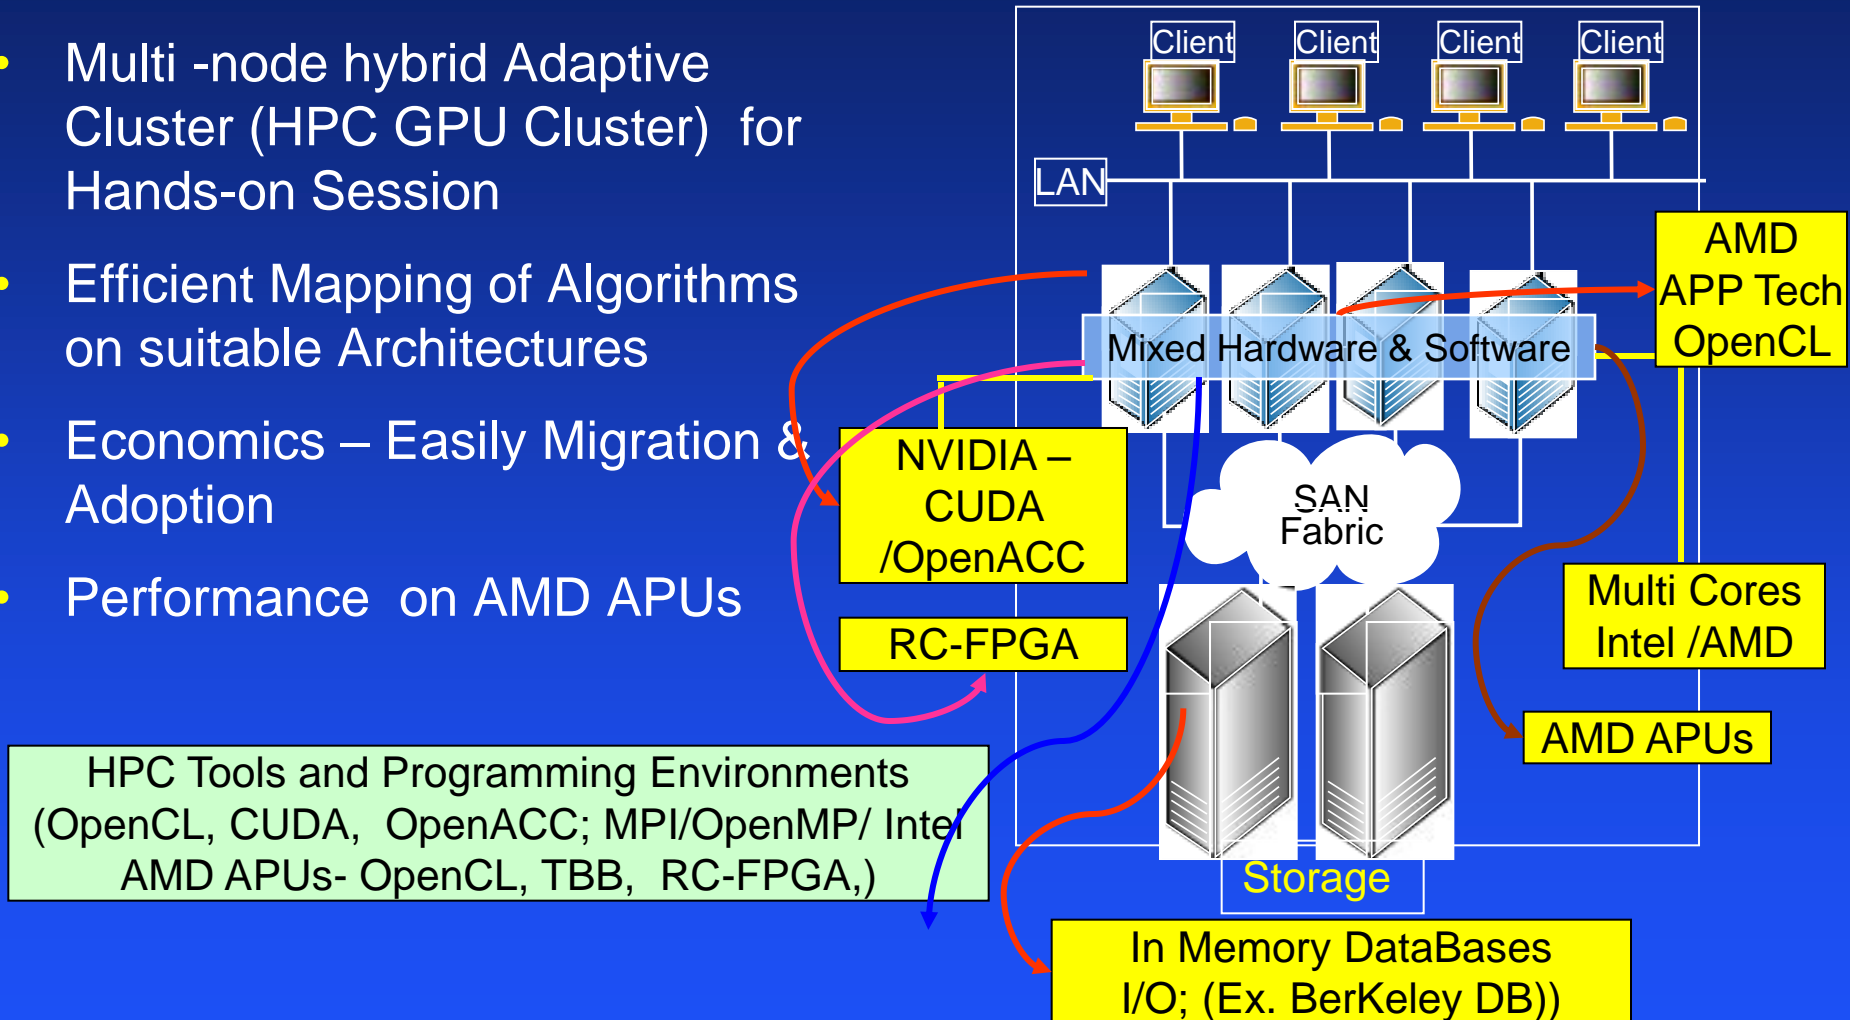 • Multi -node hybrid Adaptive
Cluster (HPC GPU Cluster)  for
Hands-on Session
• Efficient Mapping of Algorithms
on suitable Architectures
• Economics – Easily Migration &
Adoption
• Performance  on AMD APUs
Client Client Client Client
LAN
AMD
APP Tech
OpenCL
Mixed Hardware & Software
NVIDIA –
CUDA
/OpenACC
SAN
Fabric
RC-FPGA
Multi Cores
Intel /AMD
AMD APUs
HPC Tools and Programming Environments
(OpenCL, CUDA,  OpenACC; MPI/OpenMP/ Intel
AMD APUs- OpenCL, TBB,  RC-FPGA,)
Storage
In Memory DataBases
I/O; (Ex. BerKeley DB))